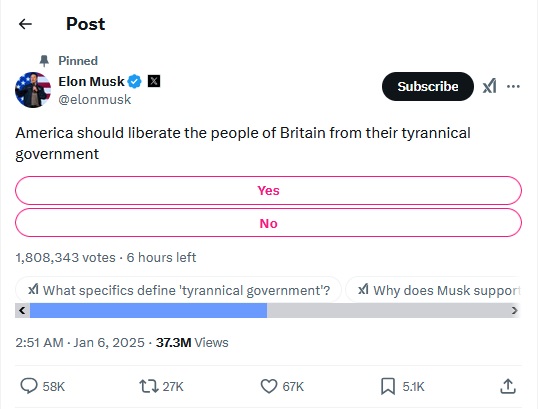 Post
Pinned
Elon Musk
@elonmusk
Subscribe
America should liberate the people of Britain from their tyrannical
government
Yes
No
1,808,343 votes · 6 hours left
What specifics define 'tyrannical government'?
Why does Musk support
2:51 AM · Jan 6, 2025 · 37.3M Views
58K
27K
67K
5.1K